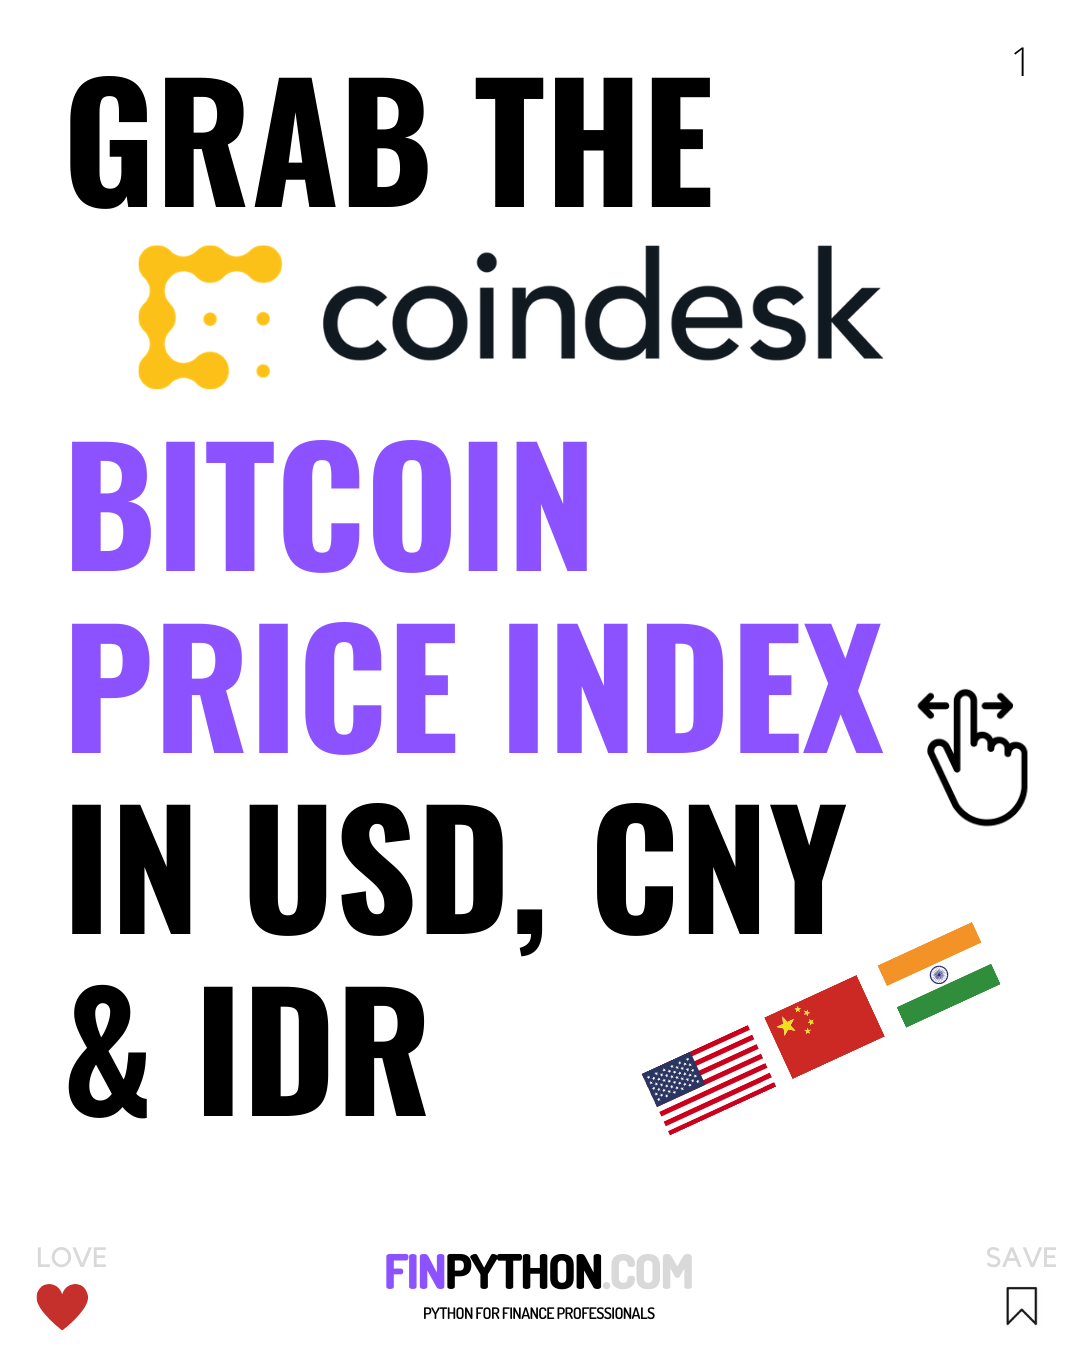 1
GRAB THE
coindesk
BITCOIN
PRICE INDEX
IN USD, CNY
& IDR
LOVE
SAVE
FINPYTHON.COM
PYTHON FOR FINANCE PROFESSIONALS